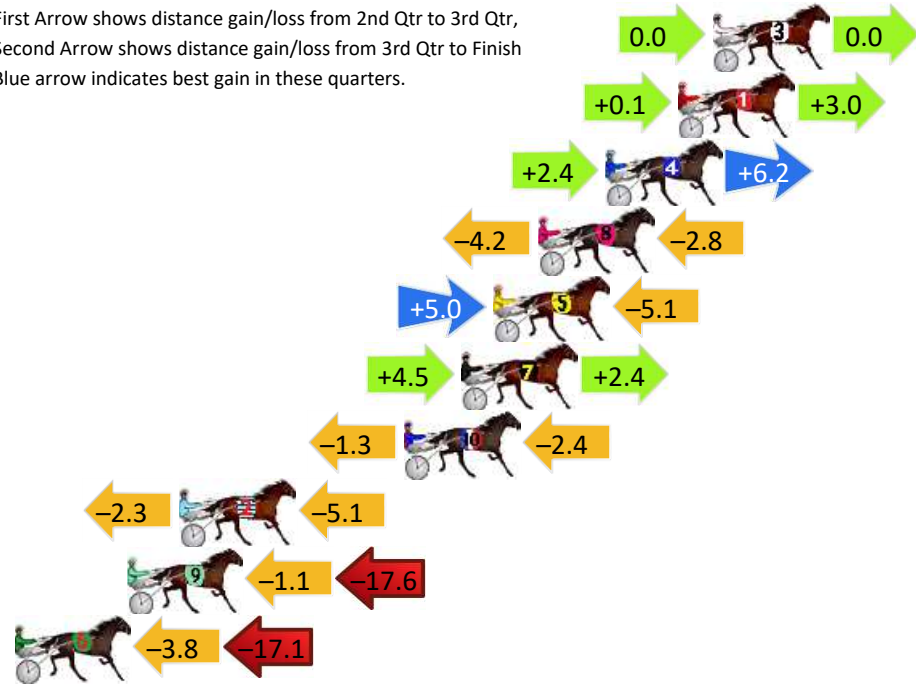 First Arrow shows distance gain/loss from 2nd Qtr to 3rd Qtr,
Second Arrow shows distance gain/loss from 3rd Qtr to Finish
Blue arrow indicates best gain in these quarters.
0.0 3 0.0
+0.1 1 +3.0
+2.4 4 +6.2
–4.2 8 –2.8
+5.0 5 –5.1
+4.5 7 +2.4
–1.3 10 –2.4
–2.3 2 –5.1
9 –1.1 –17.6
6 –3.8 –17.1